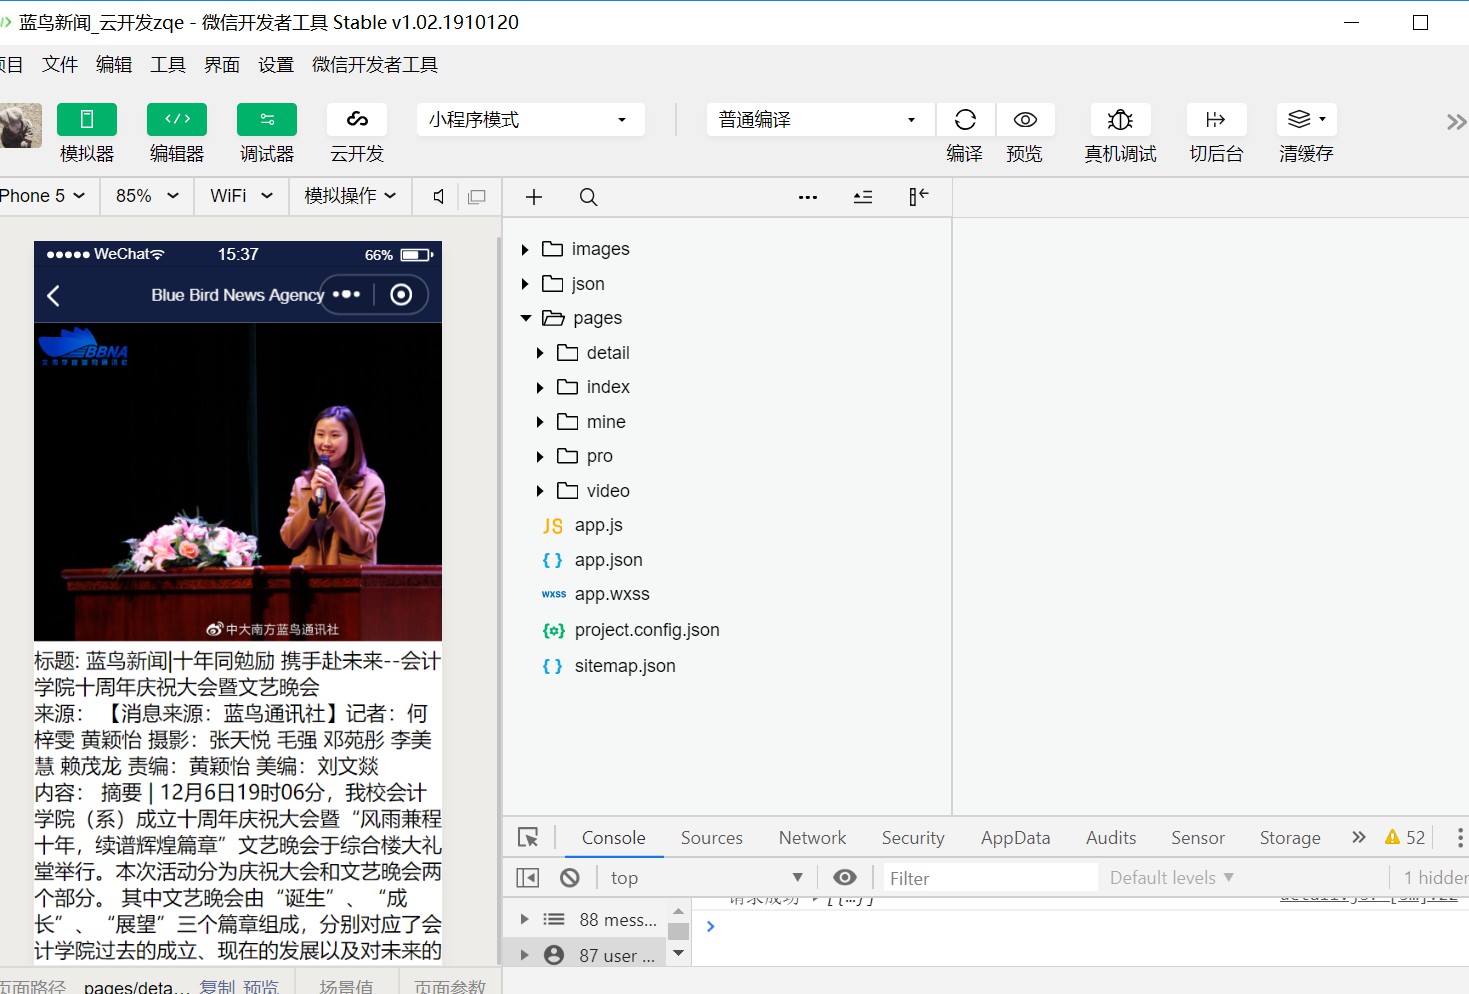 蓝鸟新闻_云开发zqe - 微信开发者工具 Stable v1.02.1910120
项目 文件 编辑 工具 界面 设置 微信开发者工具
小程序模式 普通编译
模拟器 编辑器 调试器 云开发 编译 预览 真机调试 切后台 清缓存
Phone 5 85% WiFi 模拟操作
WeChat 15:37 66%
Blue Bird News Agency
BBNA
中大南方蓝鸟通讯社
标题: 蓝鸟新闻|十年同勉励 携手赴未来--会计
学院十周年庆祝大会暨文艺晚会
来源： 【消息来源：蓝鸟通讯社】记者：何
梓雯 黄颖怡 摄影：张天悦 毛强 邓苑彤 李美
慧 赖茂龙 责编：黄颖怡 美编：刘文燚
内容： 摘要 | 12月6日19时06分，我校会计
学院（系）成立十周年庆祝大会暨“风雨兼程
十年，续谱辉煌篇章”文艺晚会于综合楼大礼
堂举行。本次活动分为庆祝大会和文艺晚会两
个部分。 其中文艺晚会由“诞生”、“成
长”、“展望”三个篇章组成，分别对应了会
计学院过去的成立、现在的发展以及对未来的
页面路径 pages/deta... 复制 预览 场景值 页面参数
images
json
pages
detail
index
mine
pro
video
JS app.js
{ } app.json
wxss app.wxss
{o} project.config.json
{ } sitemap.json
Console Sources Network Security AppData Audits Sensor Storage 52
top Filter Default levels 1 hidden
88 mess...
87 user ...
请求成功 [{…}]